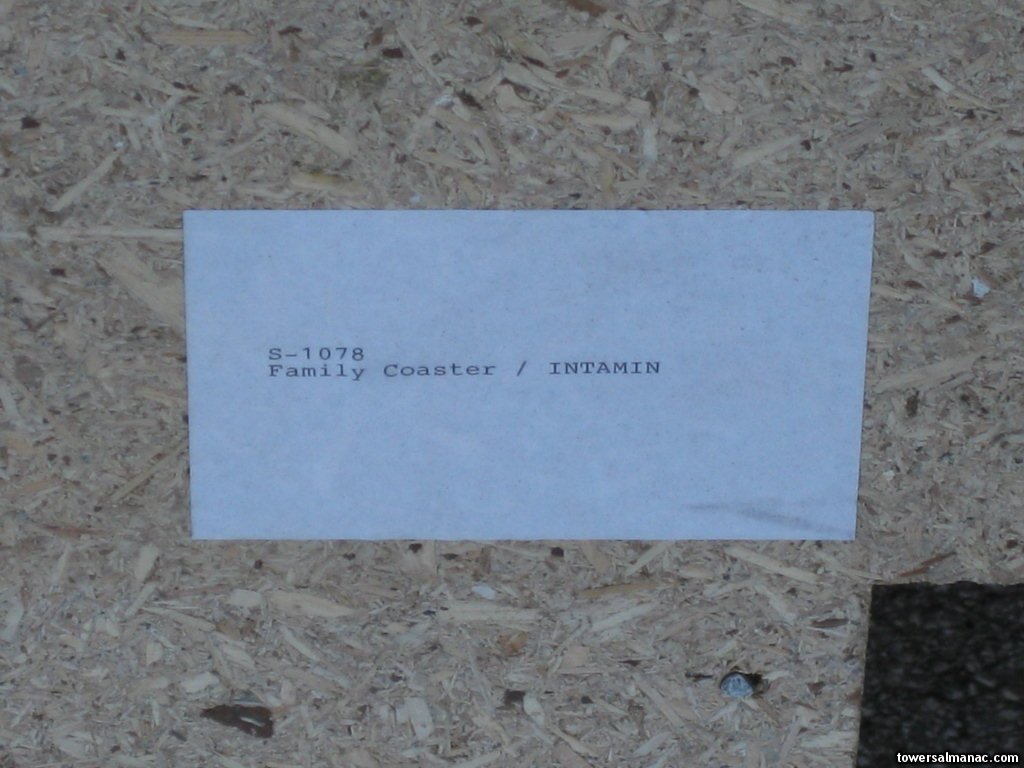 S-1078
Family Coaster / INTAMIN
towersalmanac.com